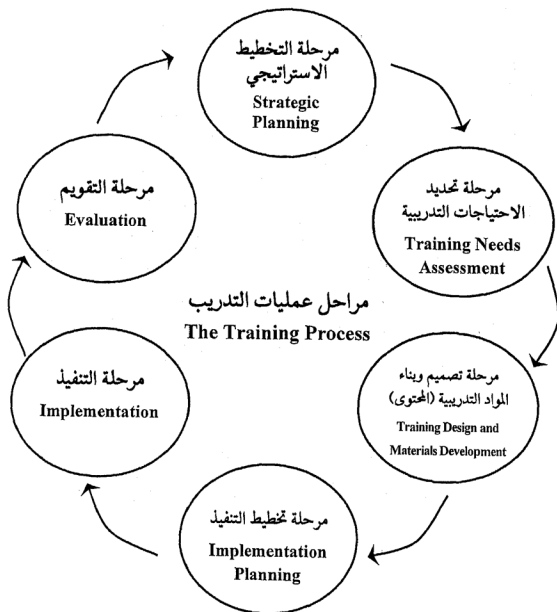 مرحلة التخطيط
الاستراتيجي
Strategic
Planning
مرحلة تحديد
الاحتياجات التدريبية
Training Needs
Assessment
مرحلة تصميم وبناء
المواد التدريبية (المحتوى)
Training Design and
Materials Development
مرحلة تخطيط التنفيذ
Implementation
Planning
مرحلة التنفيذ
Implementation
مرحلة التقويم
Evaluation
مراحل عمليات التدريب
The Training Process